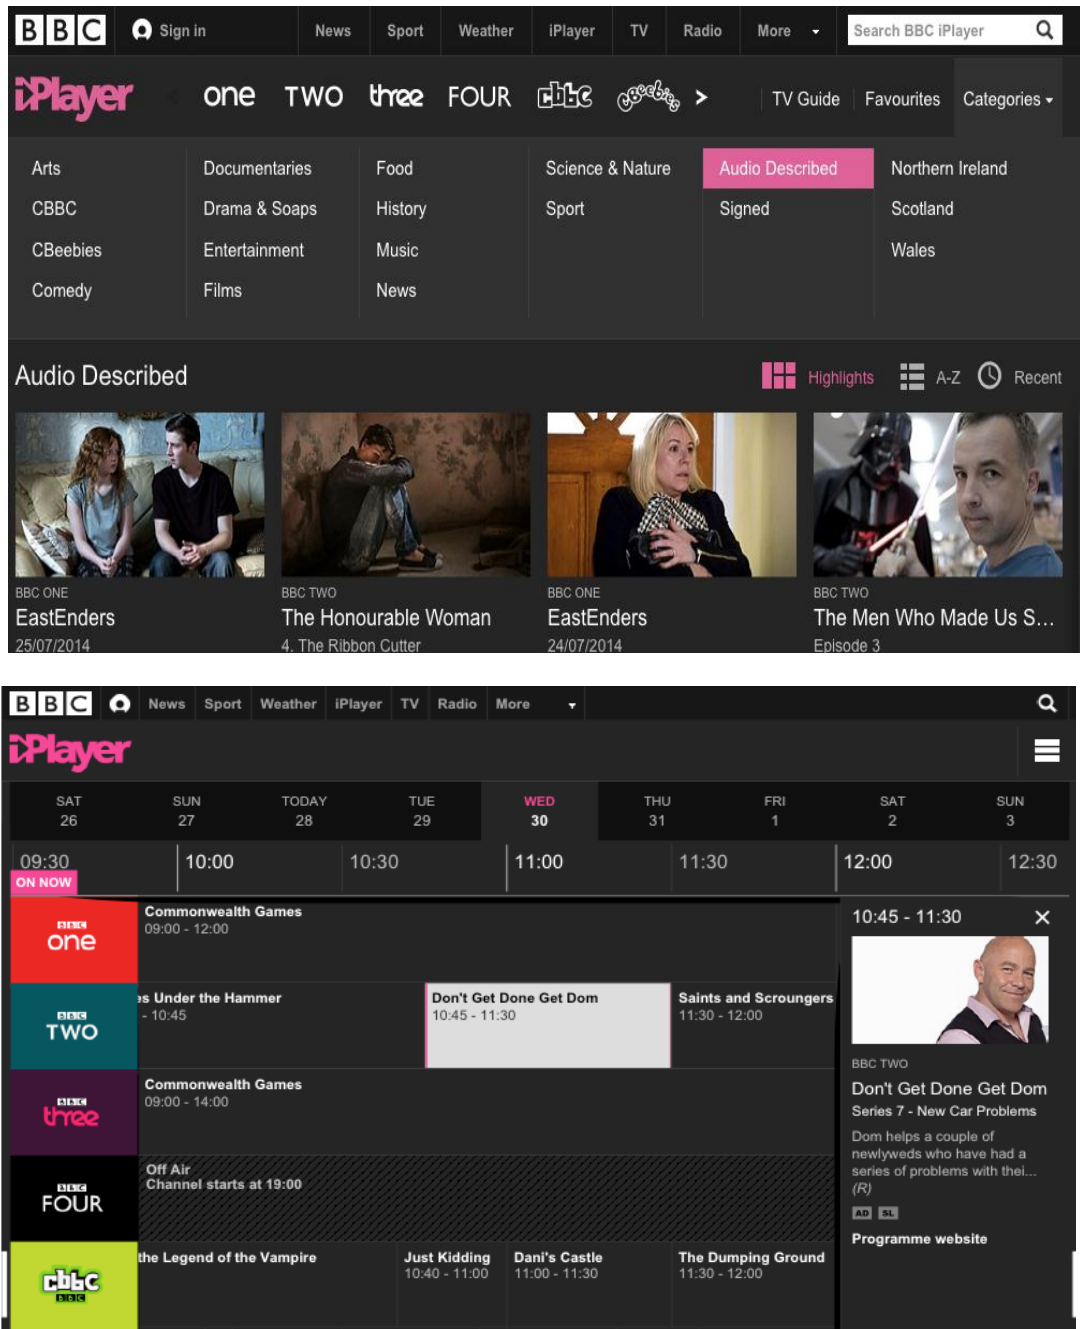 BBC Sign in News Sport Weather iPlayer TV Radio More Search BBC iPlayer
iPlayer one TWO three FOUR cbbc cbeebies TV Guide Favourites Categories
Arts Documentaries Food Science & Nature Audio Described Northern Ireland
CBBC Drama & Soaps History Sport Signed Scotland
CBeebies Entertainment Music Wales
Comedy Films News
Audio Described Highlights A-Z Recent
BBC ONE BBC TWO BBC ONE BBC TWO
EastEnders The Honourable Woman EastEnders The Men Who Made Us S...
25/07/2014 4. The Ribbon Cutter 24/07/2014 Episode 3
BBC News Sport Weather iPlayer TV Radio More
iPlayer
SAT SUN TODAY TUE WED THU FRI SAT SUN
26 27 28 29 30 31 1 2 3
09:30 10:00 10:30 11:00 11:30 12:00 12:30
ON NOW
BBC one
Commonwealth Games
09:00 - 12:00
BBC TWO
es Under the Hammer Don't Get Done Get Dom Saints and Scroungers
- 10:45 10:45 - 11:30 11:30 - 12:00
BBC three
Commonwealth Games
09:00 - 14:00
BBC FOUR
Off Air
Channel starts at 19:00
cbbc BBC
the Legend of the Vampire Just Kidding Dani's Castle The Dumping Ground
10:40 - 11:00 11:00 - 11:30 11:30 - 12:00
10:45 - 11:30
BBC TWO
Don't Get Done Get Dom
Series 7 - New Car Problems
Dom helps a couple of
newlyweds who have had a
series of problems with thei...
(R)
AD SL
Programme website